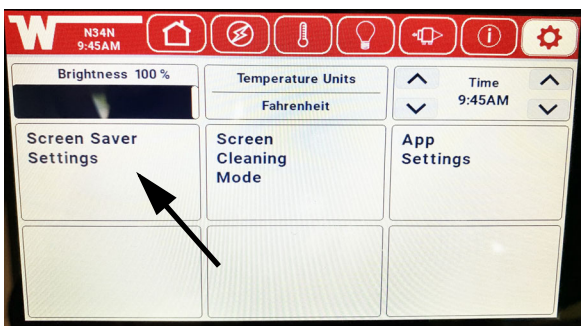 W
N34N
9:45AM
Brightness 100 %
Temperature Units
Fahrenheit
Time
9:45AM
Screen Saver
Settings
Screen
Cleaning
Mode
App
Settings